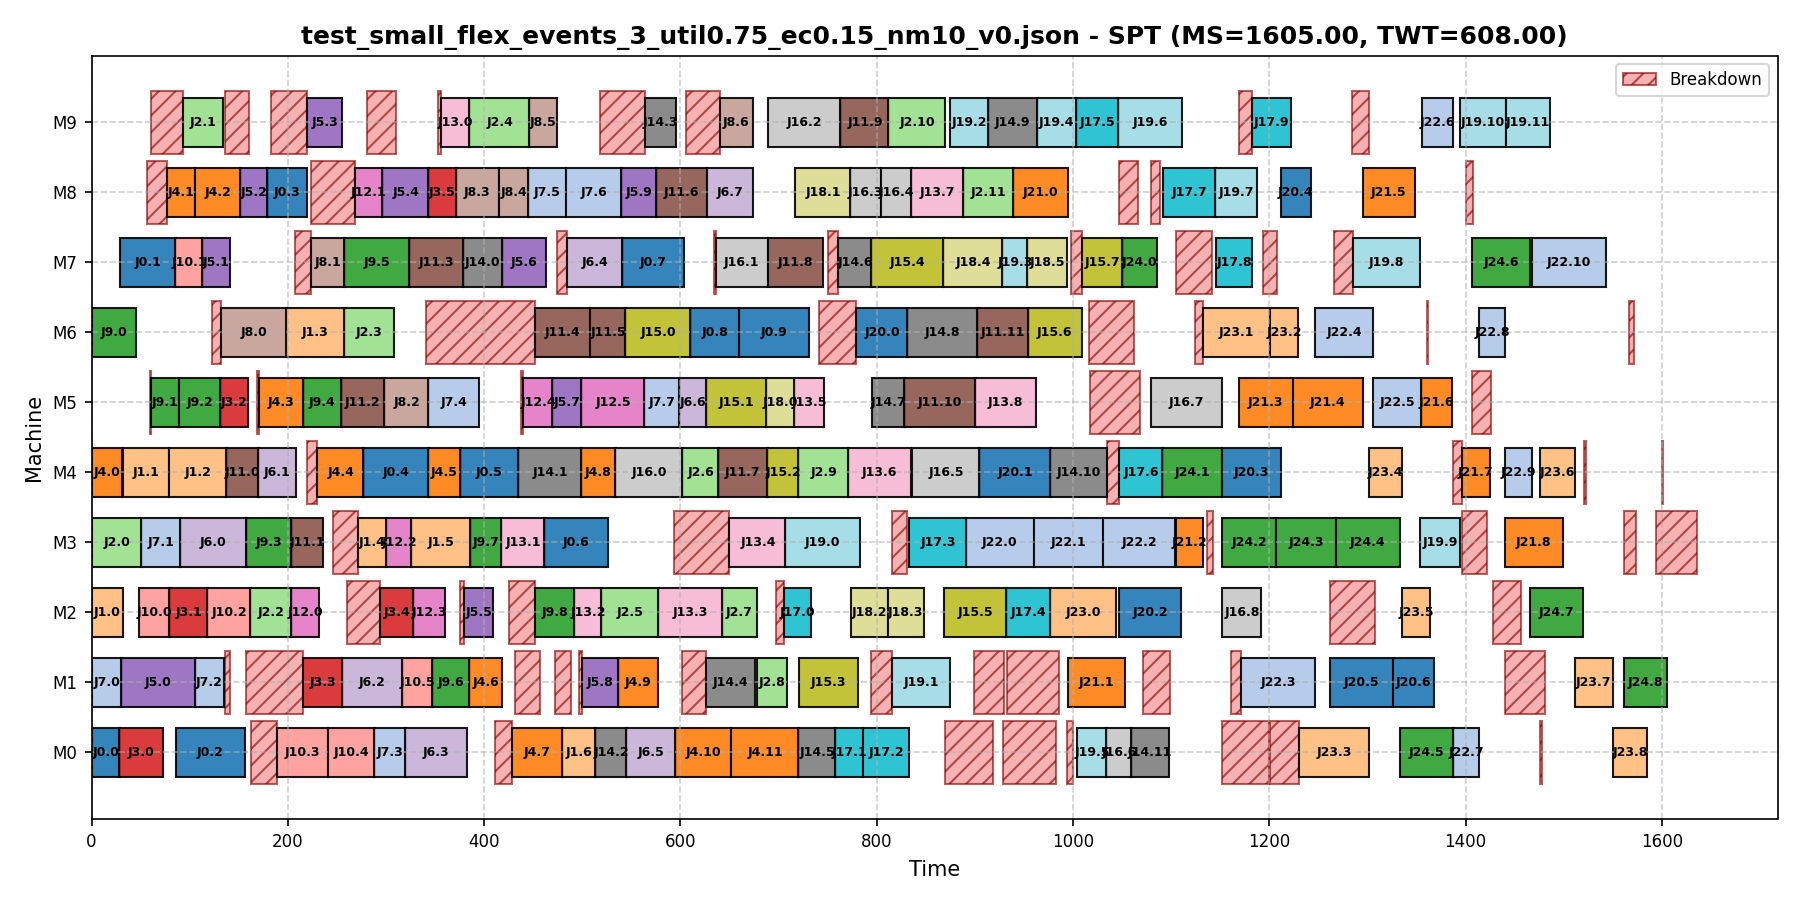 test_small_flex_events_3_util0.75_ec0.15_nm10_v0.json - SPT (MS=1605.00, TWT=608.00)
Breakdown
M9 J2.1 J5.3 J13.0 J2.4 J8.5 J14.3 J8.6 J16.2 J11.9 J2.10 J19.2 J14.9 J19.4 J17.5 J19.6 J17.9 J22.6 J19.10 J19.11
M8 J4.1 J4.2 J5.2 J0.3 J12.1 J5.4 J3.5 J8.3 J8.4 J7.5 J7.6 J5.9 J11.6 J6.7 J18.1 J16.3 J16.4 J13.7 J2.11 J21.0 J17.7 J19.7 J20.4 J21.5
M7 J0.1 J10.1 J5.1 J8.1 J9.5 J11.3 J14.0 J5.6 J6.4 J0.7 J16.1 J11.8 J14.6 J15.4 J18.4 J19.3 J18.5 J15.7 J24.0 J17.8 J19.8 J24.6 J22.10
M6 J9.0 J8.0 J1.3 J2.3 J11.4 J11.5 J15.0 J0.8 J0.9 J20.0 J14.8 J11.11 J15.6 J23.1 J23.2 J22.4 J22.8
M5 J9.1 J9.2 J3.2 J4.3 J9.4 J11.2 J8.2 J7.4 J12.4 J5.7 J12.5 J7.7 J6.6 J15.1 J18.0 J13.5 J14.7 J11.10 J13.8 J16.7 J21.3 J21.4 J22.5 J21.6
M4 J4.0 J1.1 J1.2 J11.0 J6.1 J4.4 J0.4 J4.5 J0.5 J14.1 J4.8 J16.0 J2.6 J11.7 J15.2 J2.9 J13.6 J16.5 J20.1 J14.10 J17.6 J24.1 J20.3 J23.4 J21.7 J22.9 J23.6
M3 J2.0 J7.1 J6.0 J9.3 J11.1 J1.4 J12.2 J1.5 J9.7 J13.1 J0.6 J13.4 J19.0 J17.3 J22.0 J22.1 J22.2 J21.2 J24.2 J24.3 J24.4 J19.9 J21.8
M2 J1.0 J10.0 J3.1 J10.2 J2.2 J12.0 J3.4 J12.3 J5.5 J9.8 J13.2 J2.5 J13.3 J2.7 J17.0 J18.2 J18.3 J15.5 J17.4 J23.0 J20.2 J16.8 J23.5 J24.7
M1 J7.0 J5.0 J7.2 J3.3 J6.2 J10.5 J9.6 J4.6 J5.8 J4.9 J14.4 J2.8 J15.3 J19.1 J21.1 J22.3 J20.5 J20.6 J23.7 J24.8
M0 J0.0 J3.0 J0.2 J10.3 J10.4 J7.3 J6.3 J4.7 J1.6 J14.2 J6.5 J4.10 J4.11 J14.5 J17.1 J17.2 J19.5 J16.6 J14.11 J23.3 J24.5 J22.7 J23.8
Machine
0 200 400 600 800 1000 1200 1400 1600
Time